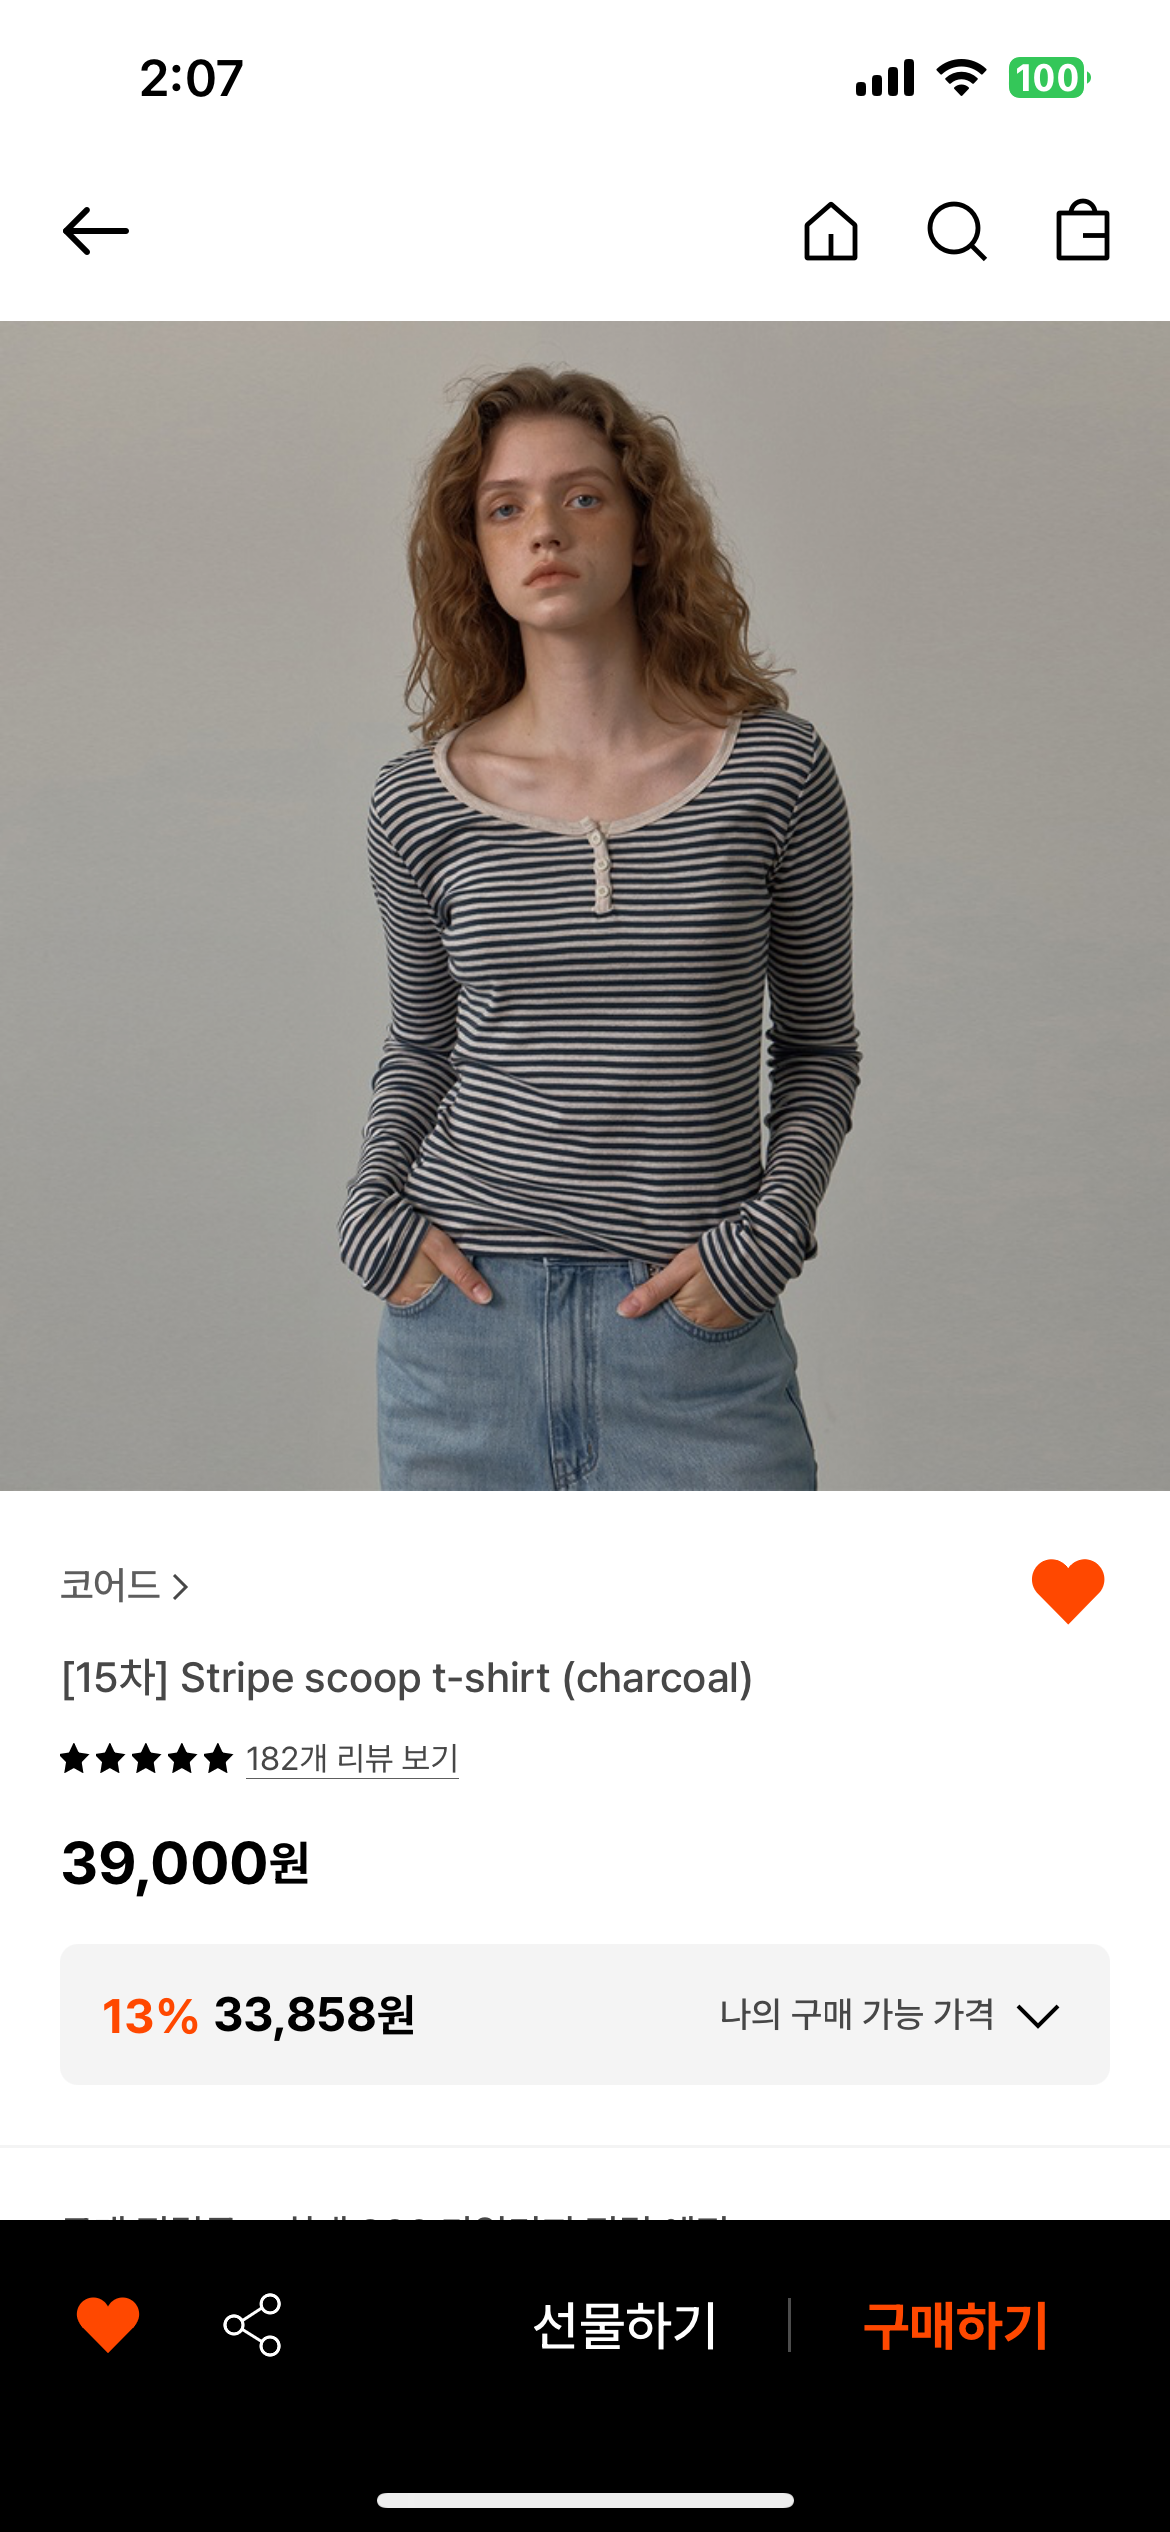 2:07
100
코어드
[15차] Stripe scoop t-shirt (charcoal)
182개 리뷰 보기
39,000원
13% 33,858원
나의 구매 가능 가격
선물하기
구매하기